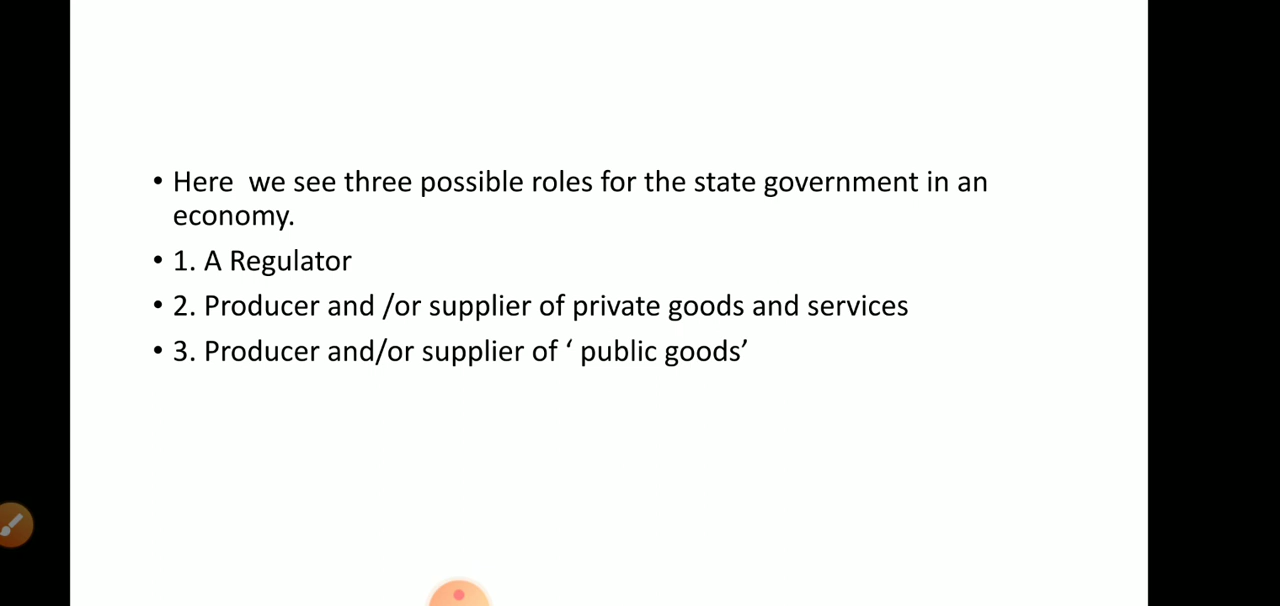 • Here  we see three possible roles for the state government in an
economy.
• 1. A Regulator
• 2. Producer and /or supplier of private goods and services
• 3. Producer and/or supplier of ‘ public goods’